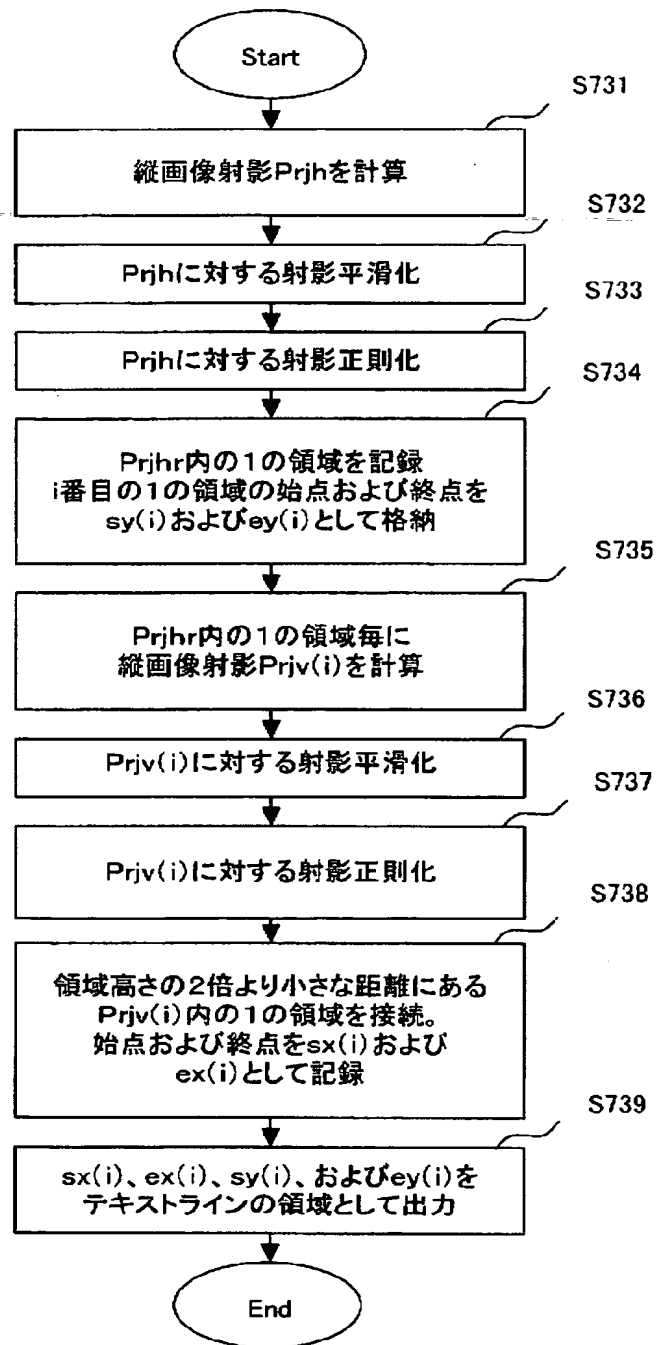 Start
S731
縦画像射影Prjhを計算
S732
Prjhに対する射影平滑化
S733
Prjhに対する射影正則化
S734
Prjhr内の1の領域を記録
i番目の1の領域の始点および終点を
sy(i)およびey(i)として格納
S735
Prjhr内の1の領域毎に
縦画像射影Prjv(i)を計算
S736
Prjv(i)に対する射影平滑化
S737
Prjv(i)に対する射影正則化
S738
領域高さの2倍より小さな距離にある
Prjv(i)内の1の領域を接続。
始点および終点をsx(i)および
ex(i)として記録
S739
sx(i)、ex(i)、sy(i)、およびey(i)を
テキストラインの領域として出力
End